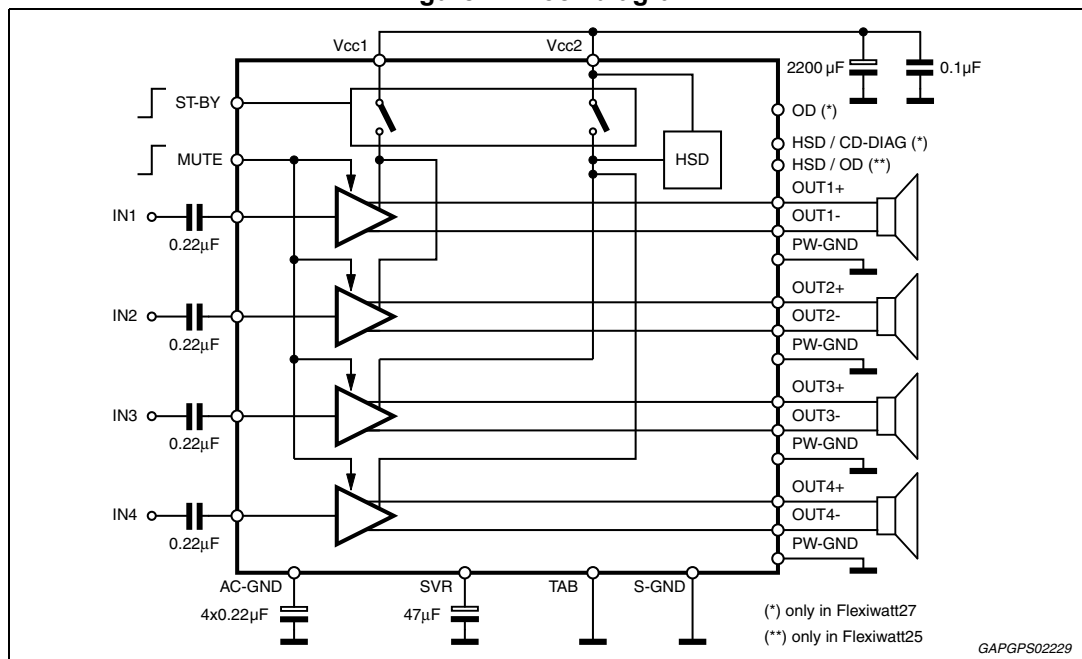 Vcc1
Vcc2
2200 µF
0.1µF
ST-BY
OD (*)
MUTE
HSD
HSD / CD-DIAG (*)
HSD / OD (**)
OUT1+
IN1
OUT1-
0.22µF
PW-GND
OUT2+
IN2
OUT2-
0.22µF
PW-GND
OUT3+
IN3
OUT3-
0.22µF
PW-GND
OUT4+
IN4
OUT4-
0.22µF
PW-GND
AC-GND
SVR
TAB
S-GND
4x0.22µF
47µF
(*) only in Flexiwatt27
(**) only in Flexiwatt25
GAPGPS02229